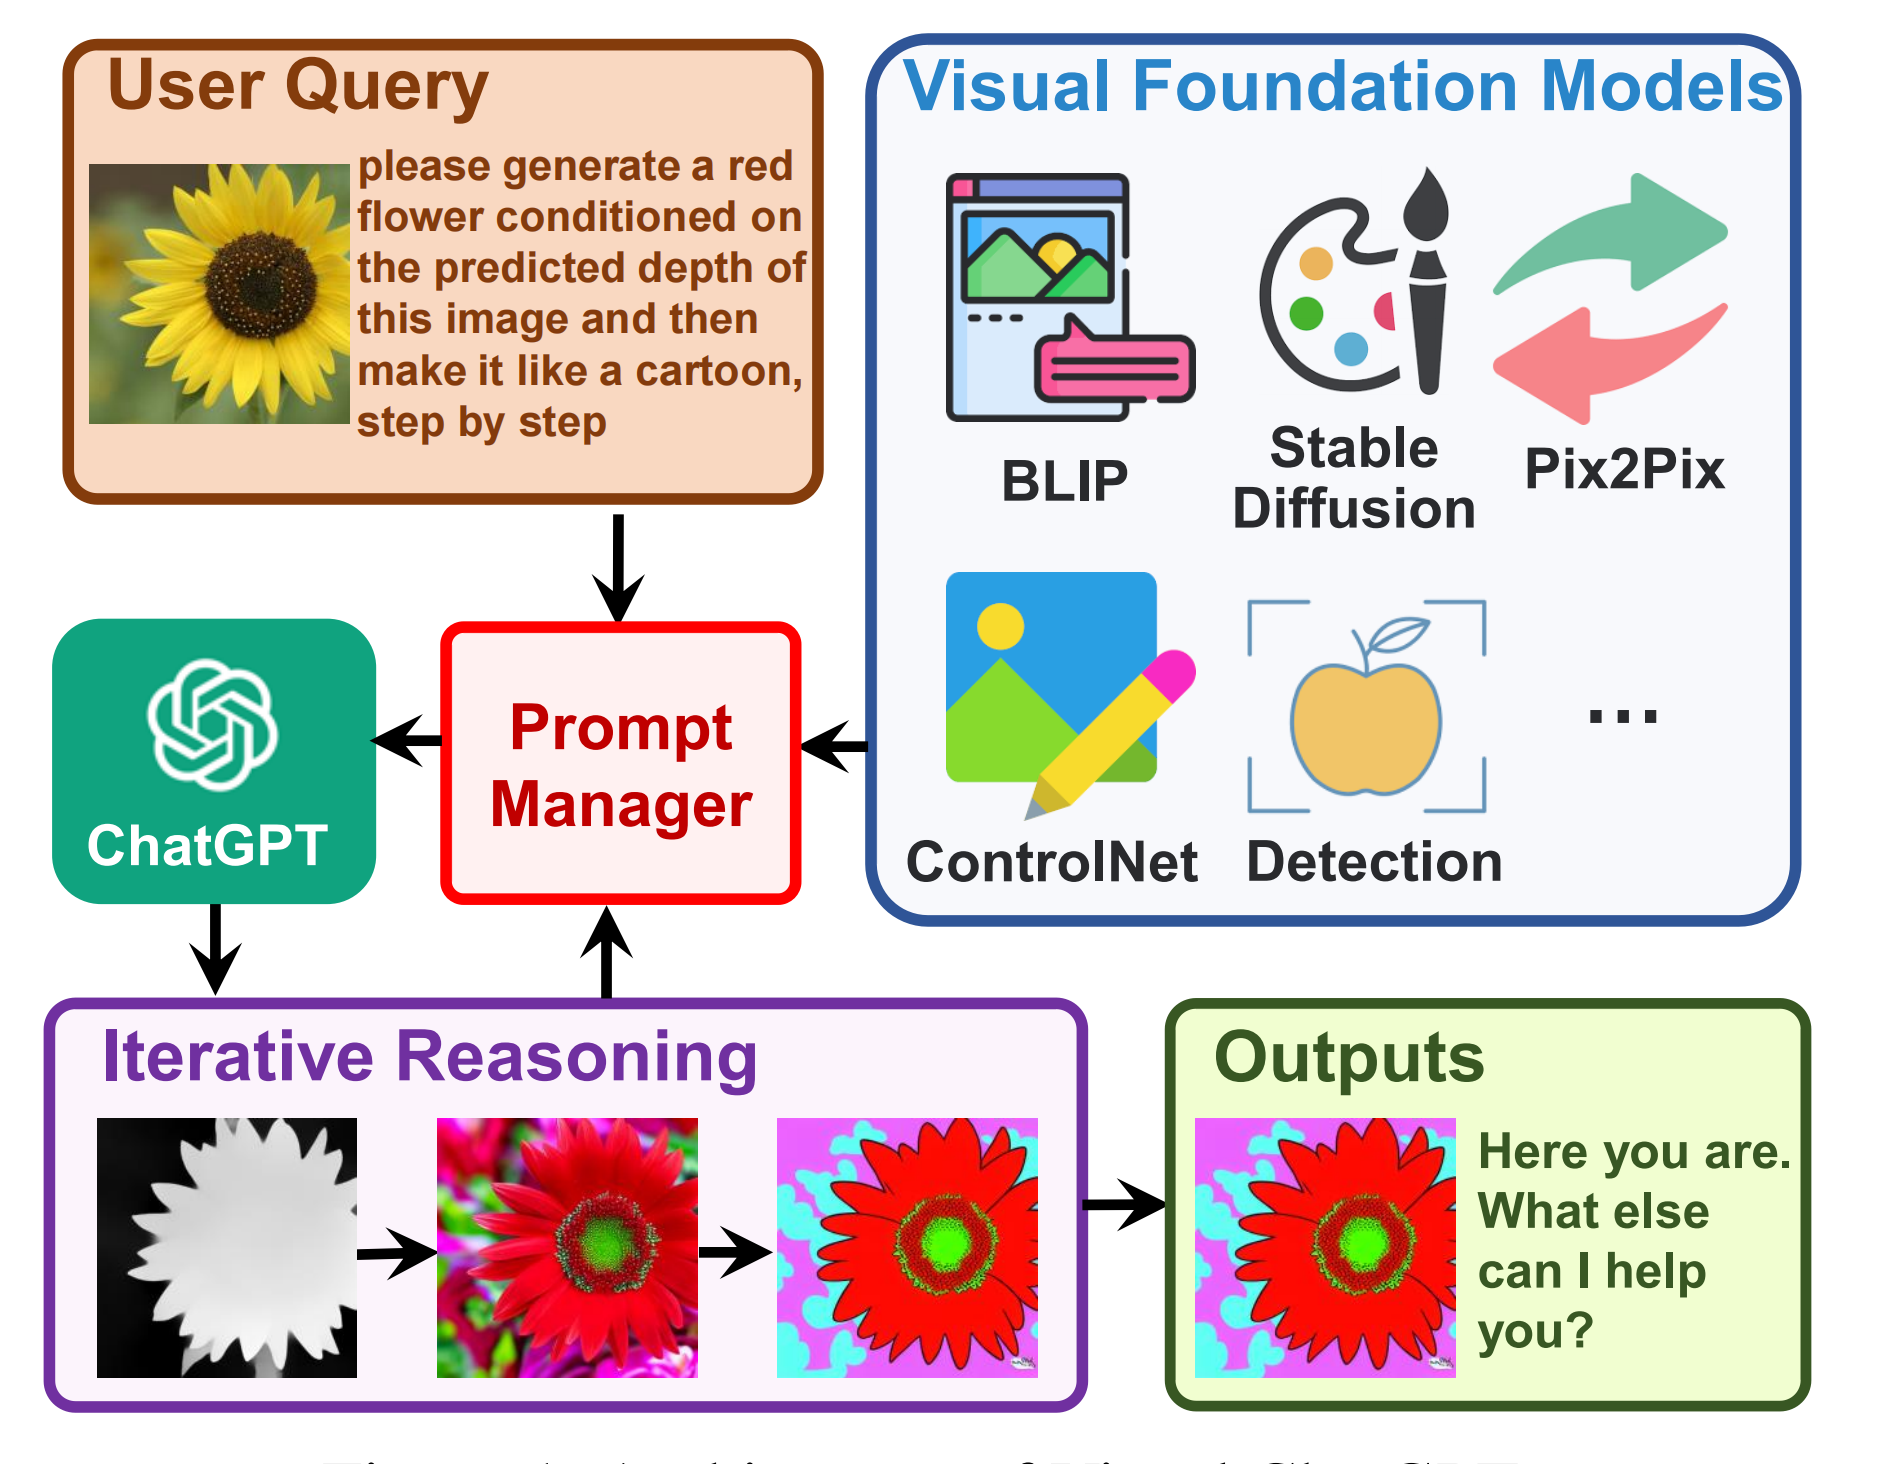 User Query
please generate a red
flower conditioned on
the predicted depth of
this image and then
make it like a cartoon,
step by step
Visual Foundation Models
BLIP
Stable
Diffusion
Pix2Pix
ControlNet
Detection
...
ChatGPT
Prompt
Manager
Iterative Reasoning
Outputs
Here you are.
What else
can I help
you?